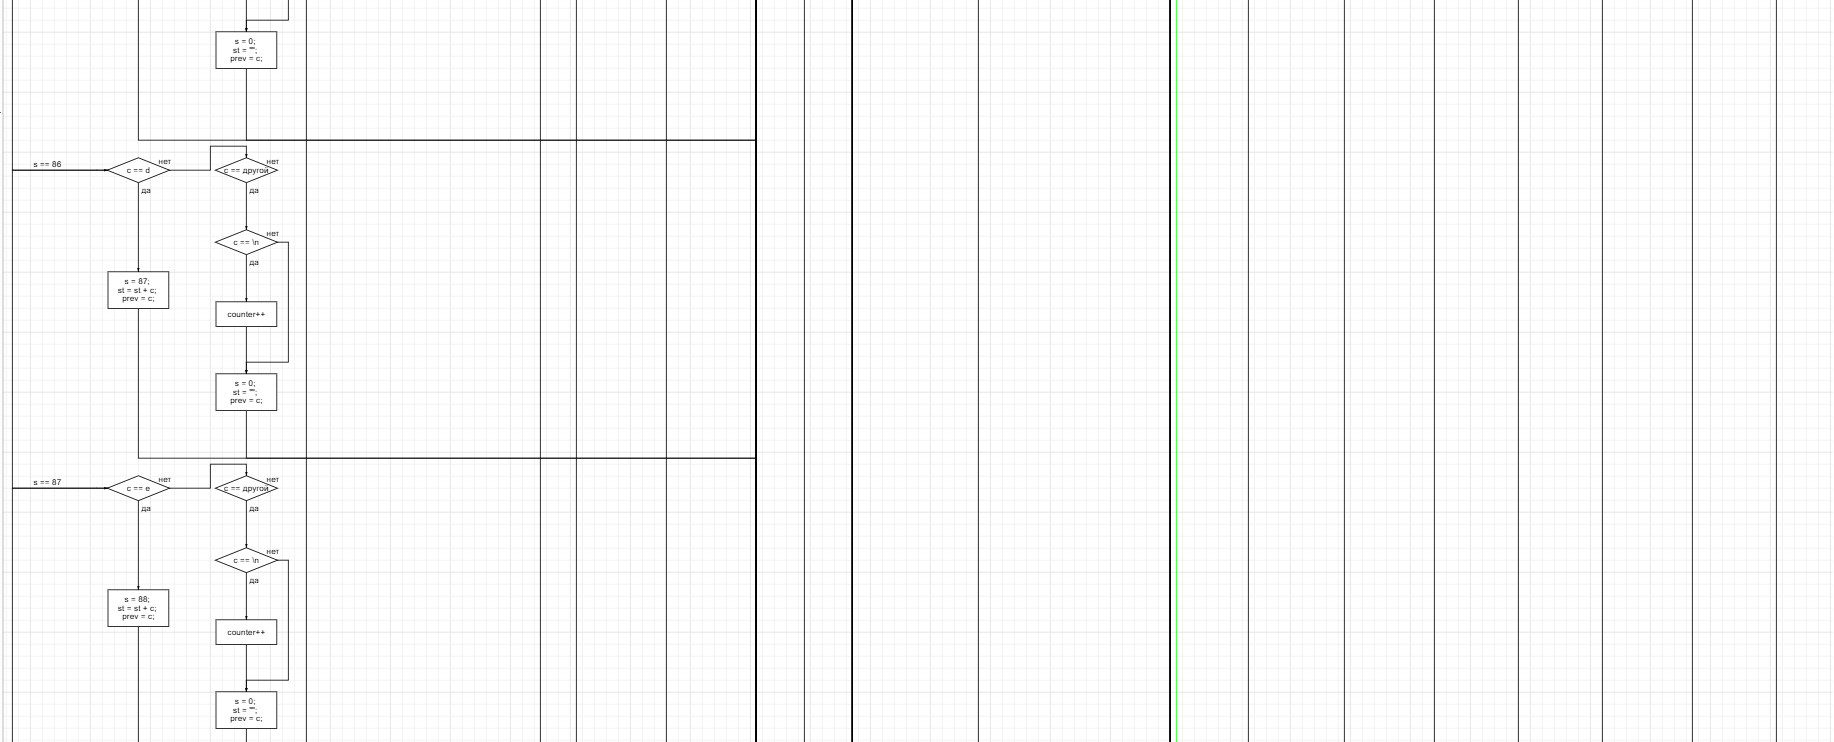 s = 0;
st = "";
prev = c;
s == 86
c == d
нет
да
c == другой
нет
да
c == \n
нет
да
s = 87;
st = st + c;
prev = c;
counter++
s = 0;
st = "";
prev = c;
s == 87
c == e
нет
да
c == другой
нет
да
c == \n
нет
да
s = 88;
st = st + c;
prev = c;
counter++
s = 0;
st = "";
prev = c;